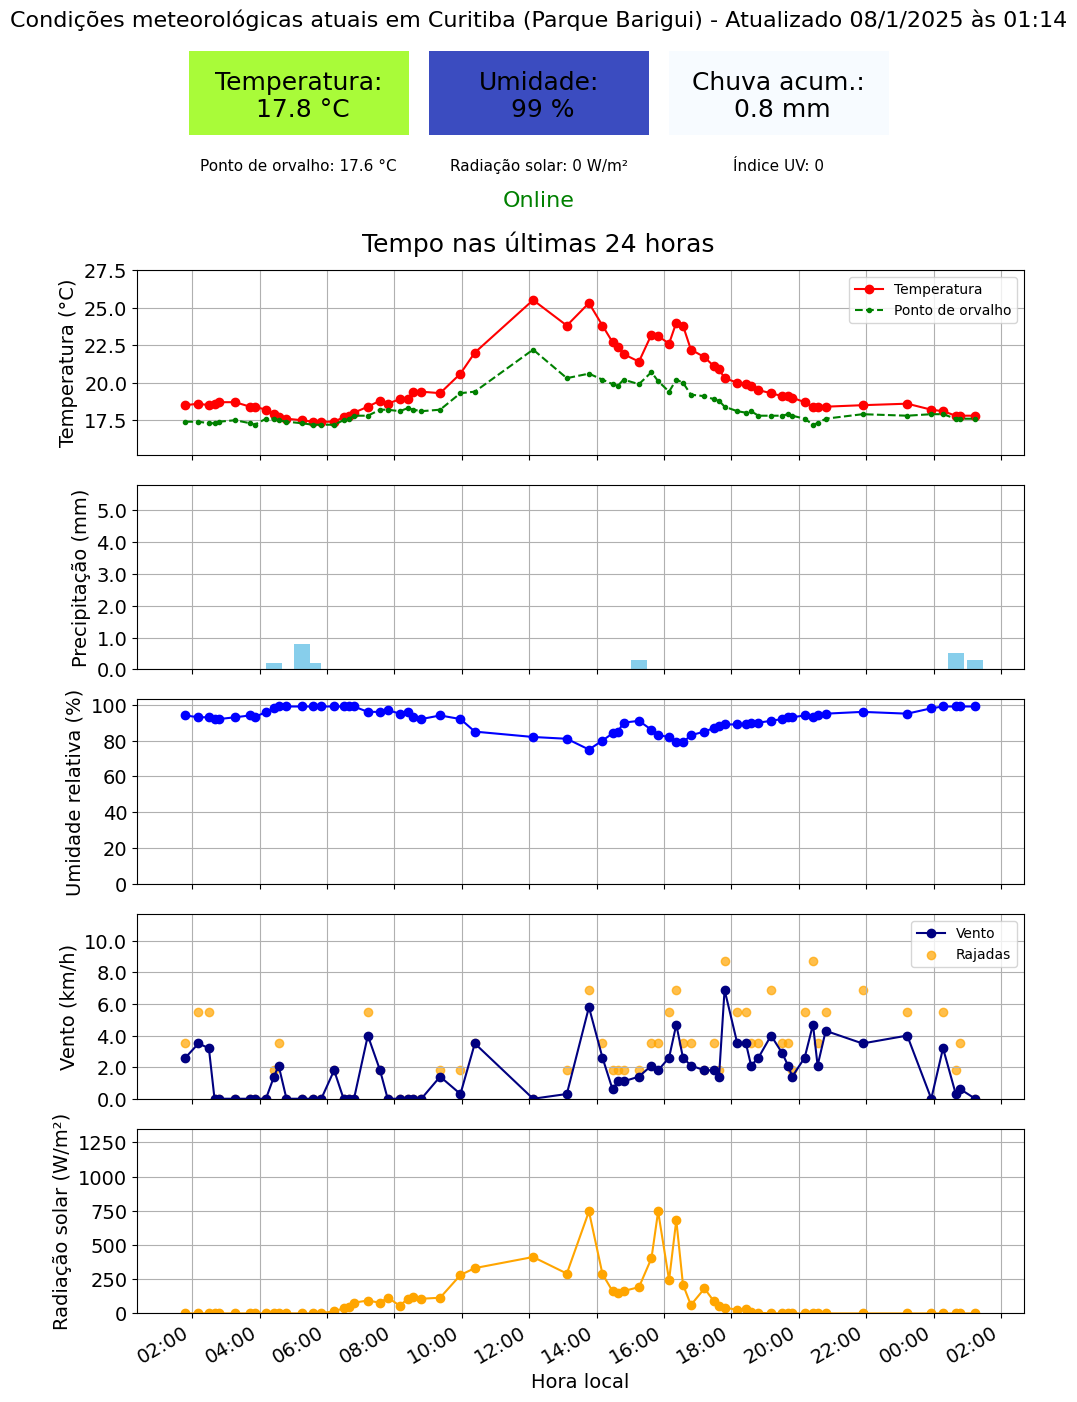 Condições meteorológicas atuais em Curitiba (Parque Barigui) - Atualizado 08/1/2025 às 01:14
Temperatura:
17.8 °C
Umidade:
99 %
Chuva acum.:
0.8 mm
Ponto de orvalho: 17.6 °C
Radiação solar: 0 W/m²
Índice UV: 0
Online
Tempo nas últimas 24 horas
Temperatura (°C)
27.5
25.0
22.5
20.0
17.5
Temperatura
Ponto de orvalho
Precipitação (mm)
5.0
4.0
3.0
2.0
1.0
0.0
Umidade relativa (%)
100
80
60
40
20
0
Vento (km/h)
10.0
8.0
6.0
4.0
2.0
0.0
Vento
Rajadas
Radiação solar (W/m²)
1250
1000
750
500
250
0
02:00
04:00
06:00
08:00
10:00
12:00
14:00
16:00
18:00
20:00
22:00
00:00
02:00
Hora local